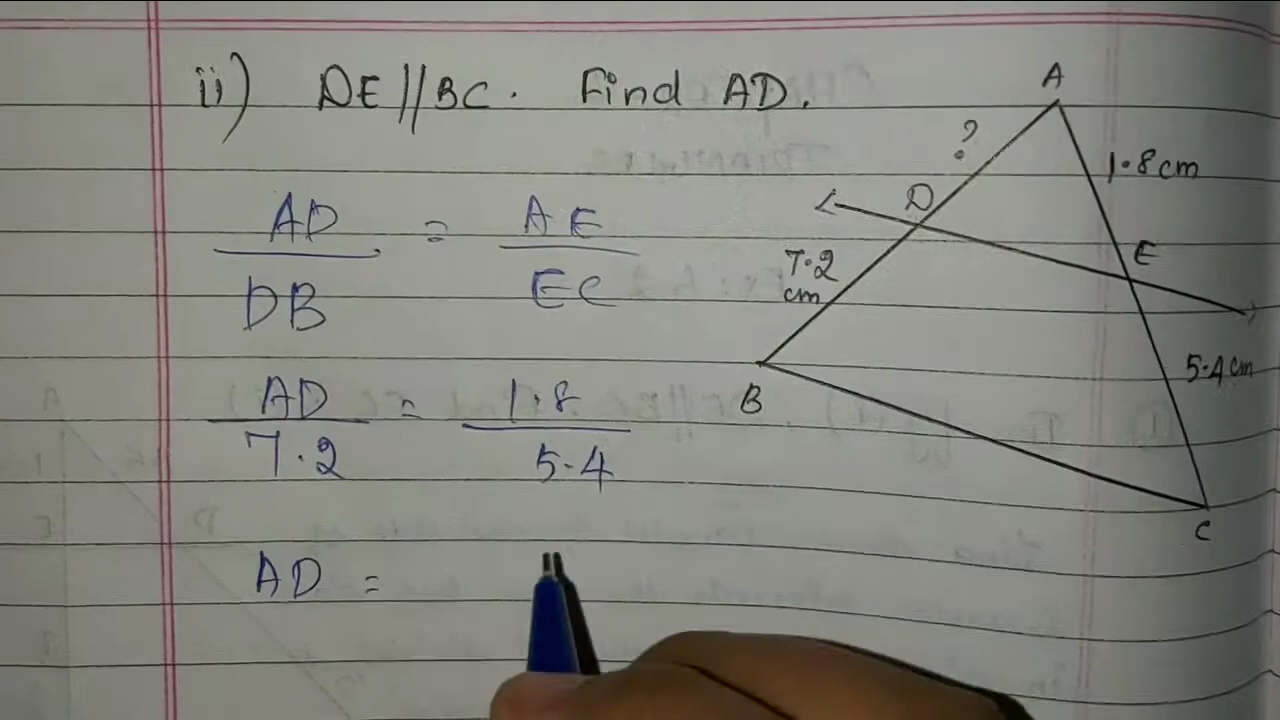 ii) DE//BC. Find AD.
AD = AE
DB EC
AD = 1.8
7.2 5.4
AD =
A
?
1.8cm
D
E
7.2
cm
5.4cm
B
C